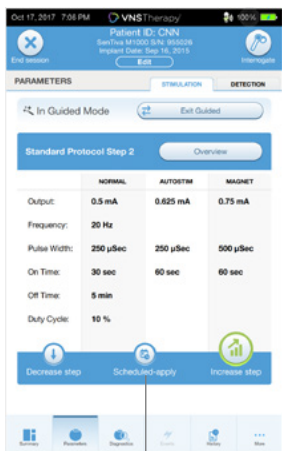 Oct 17, 2017 7:06 PM VNSTherapy 100%
Patient ID: CNN
SenTiva M1000 S/N: 955026
Implant Date: Sep 16, 2015
End session Edit Interrogate
PARAMETERS STIMULATION DETECTION
In Guided Mode Exit Guided
Standard Protocol Step 2 Overview
NORMAL AUTOSTIM MAGNET
Output: 0.5 mA 0.625 mA 0.75 mA
Frequency: 20 Hz
Pulse Width: 250 µSec 250 µSec 500 µSec
On Time: 30 sec 60 sec 60 sec
Off Time: 5 min
Duty Cycle: 10 %
Decrease step Scheduled-apply Increase step
Summary Parameters Diagnostics Events History More